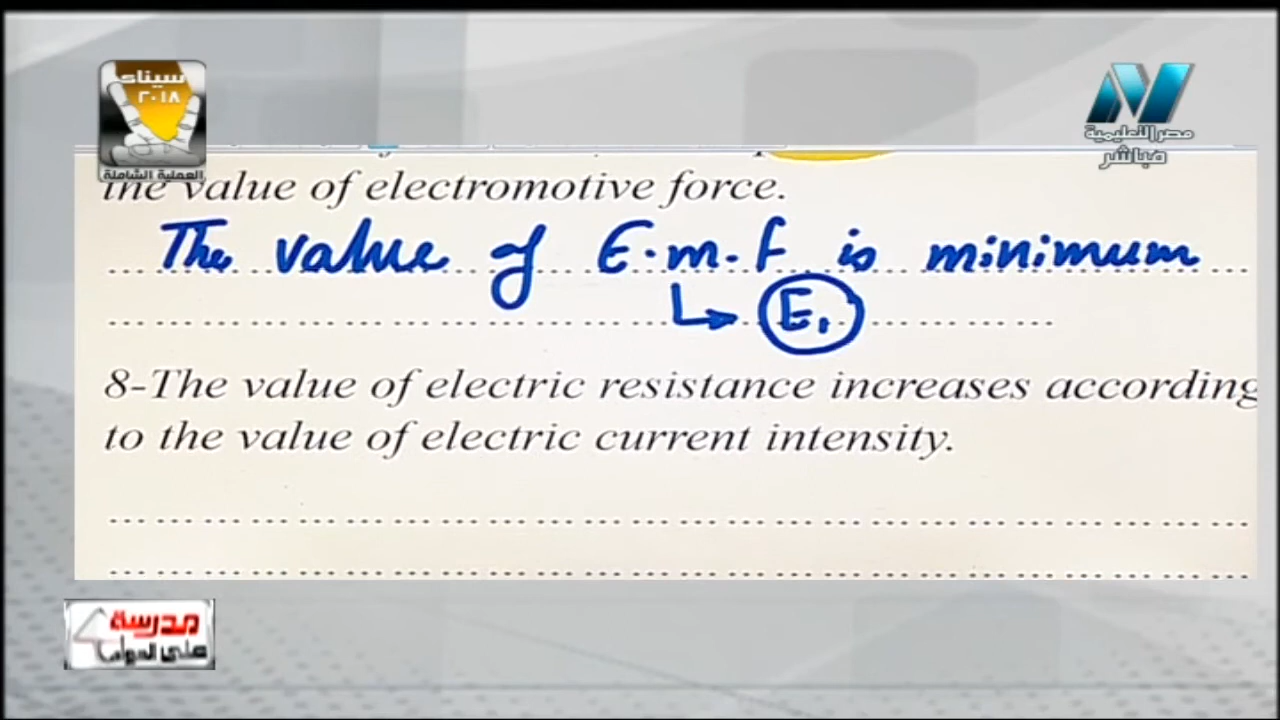 سيناء
٢٠١٨
العملية الشاملة
مصر التعليمية
مباشر
the value of electromotive force.
The value of E.m.f is minimum
E₁
8-The value of electric resistance increases according
to the value of electric current intensity.
مدرسة
على الهواء